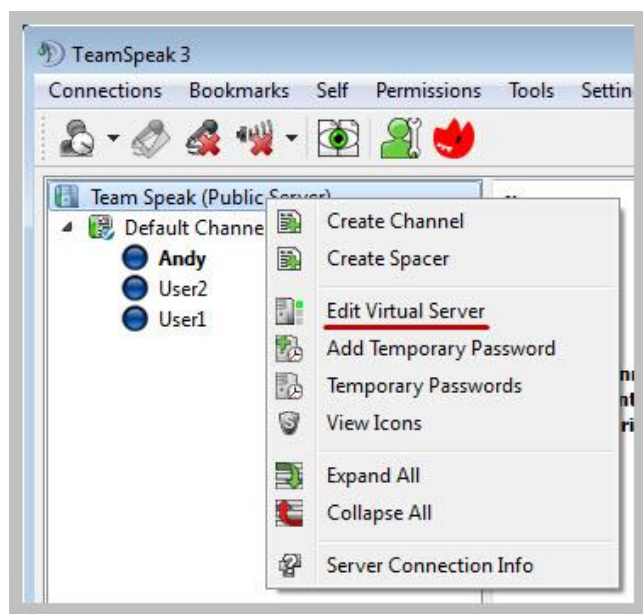 TeamSpeak 3
Connections Bookmarks Self Permissions Tools
Team Speak (Public Server)
Default Channe
Andy
User2
User1
Create Channel
Create Spacer
Edit Virtual Server
Add Temporary Password
Temporary Passwords
View Icons
Expand All
Collapse All
Server Connection Info